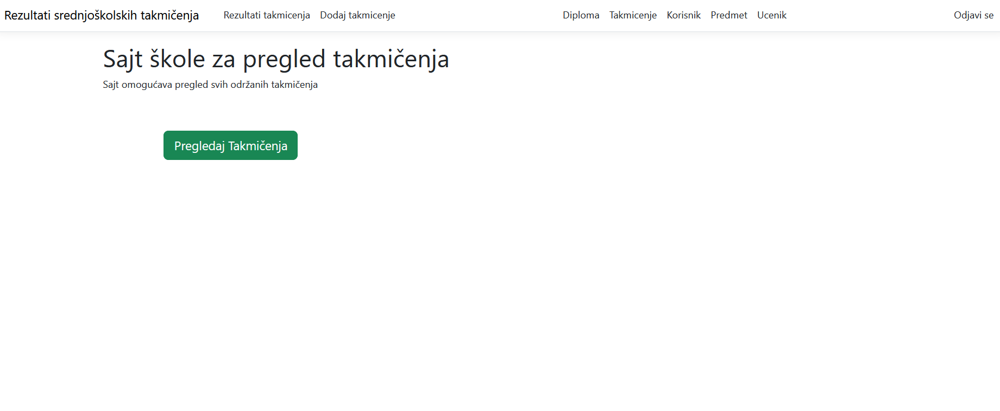 Rezultati srednjoškolskih takmičenja Rezultati takmicenja Dodaj takmicenje Diploma Takmicenje Korisnik Predmet Ucenik Odjavi se
Sajt škole za pregled takmičenja
Sajt omogućava pregled svih održanih takmičenja
Pregledaj Takmičenja